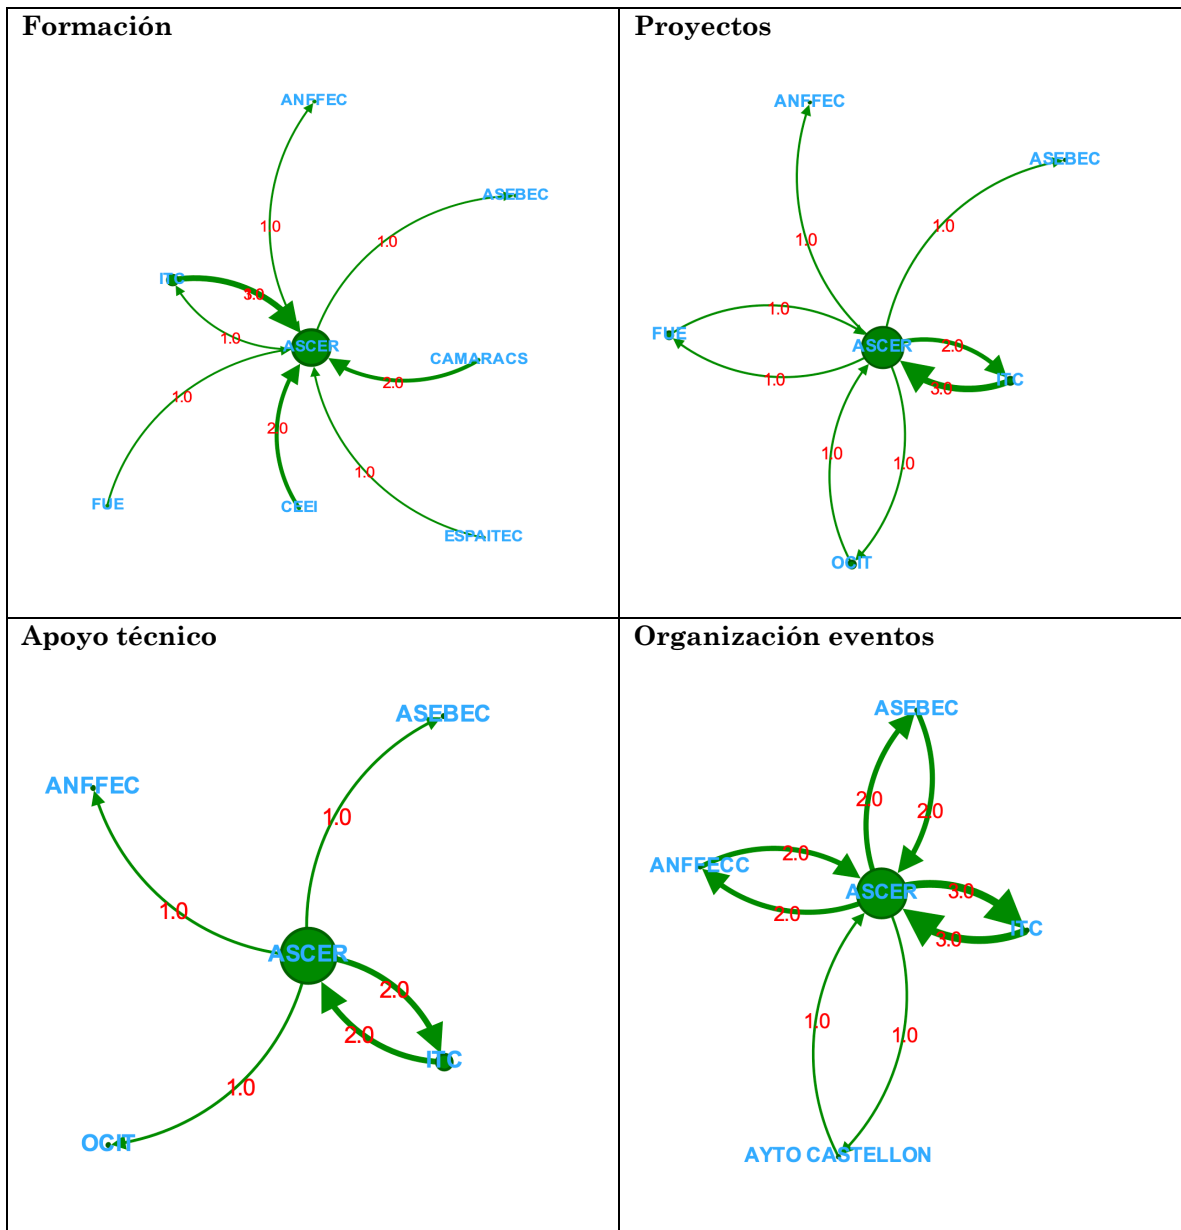 Formación
ANFFEC
ASEBEC
1.0
1.0
ITC
1.0
ASCER
CAMARACS
2.0
1.0
2.0
1.0
FUE
CEEI
ESPAITEC
Proyectos
ANFFEC
ASEBEC
1.0
1.0
1.0
FUE
ASCER
2.0
ITC
1.0
3.0
1.0
1.0
OCIT
Apoyo técnico
ASEBEC
ANFFEC
1.0
1.0
ASCER
2.0
2.0
ITC
1.0
OCIT
Organización eventos
ASEBEC
2.0
2.0
ANFFECC
2.0
ASCER
3.0
2.0
ITC
3.0
1.0
1.0
AYTO CASTELLON